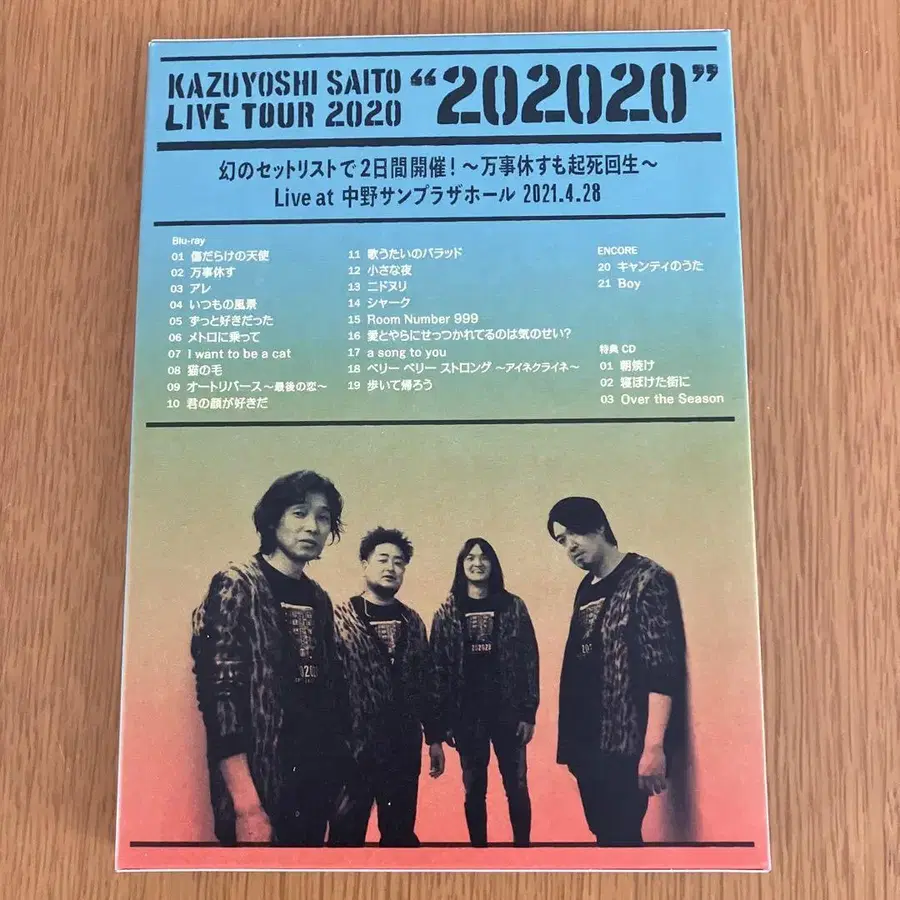 KAZUYOSHI SAITO
LIVE TOUR 2020
“202020”
幻のセットリストで2日間開催！～万事休すも起死回生～
Live at 中野サンプラザホール 2021.4.28
Blu-ray
01 傷だらけの天使
02 万事休す
03 アレ
04 いつもの風景
05 ずっと好きだった
06 メトロに乗って
07 I want to be a cat
08 猫の毛
09 オートリバース～最後の恋～
10 君の顔が好きだ
11 歌うたいのバラッド
12 小さな夜
13 ニドヌリ
14 シャーク
15 Room Number 999
16 愛とやらにせっつかれてるのは気のせい?
17 a song to you
18 ベリー ベリー ストロング ～アイネクライネ～
19 歩いて帰ろう
ENCORE
20 キャンディのうた
21 Boy
特典 CD
01 朝焼け
02 寝ぼけた街に
03 Over the Season
202020